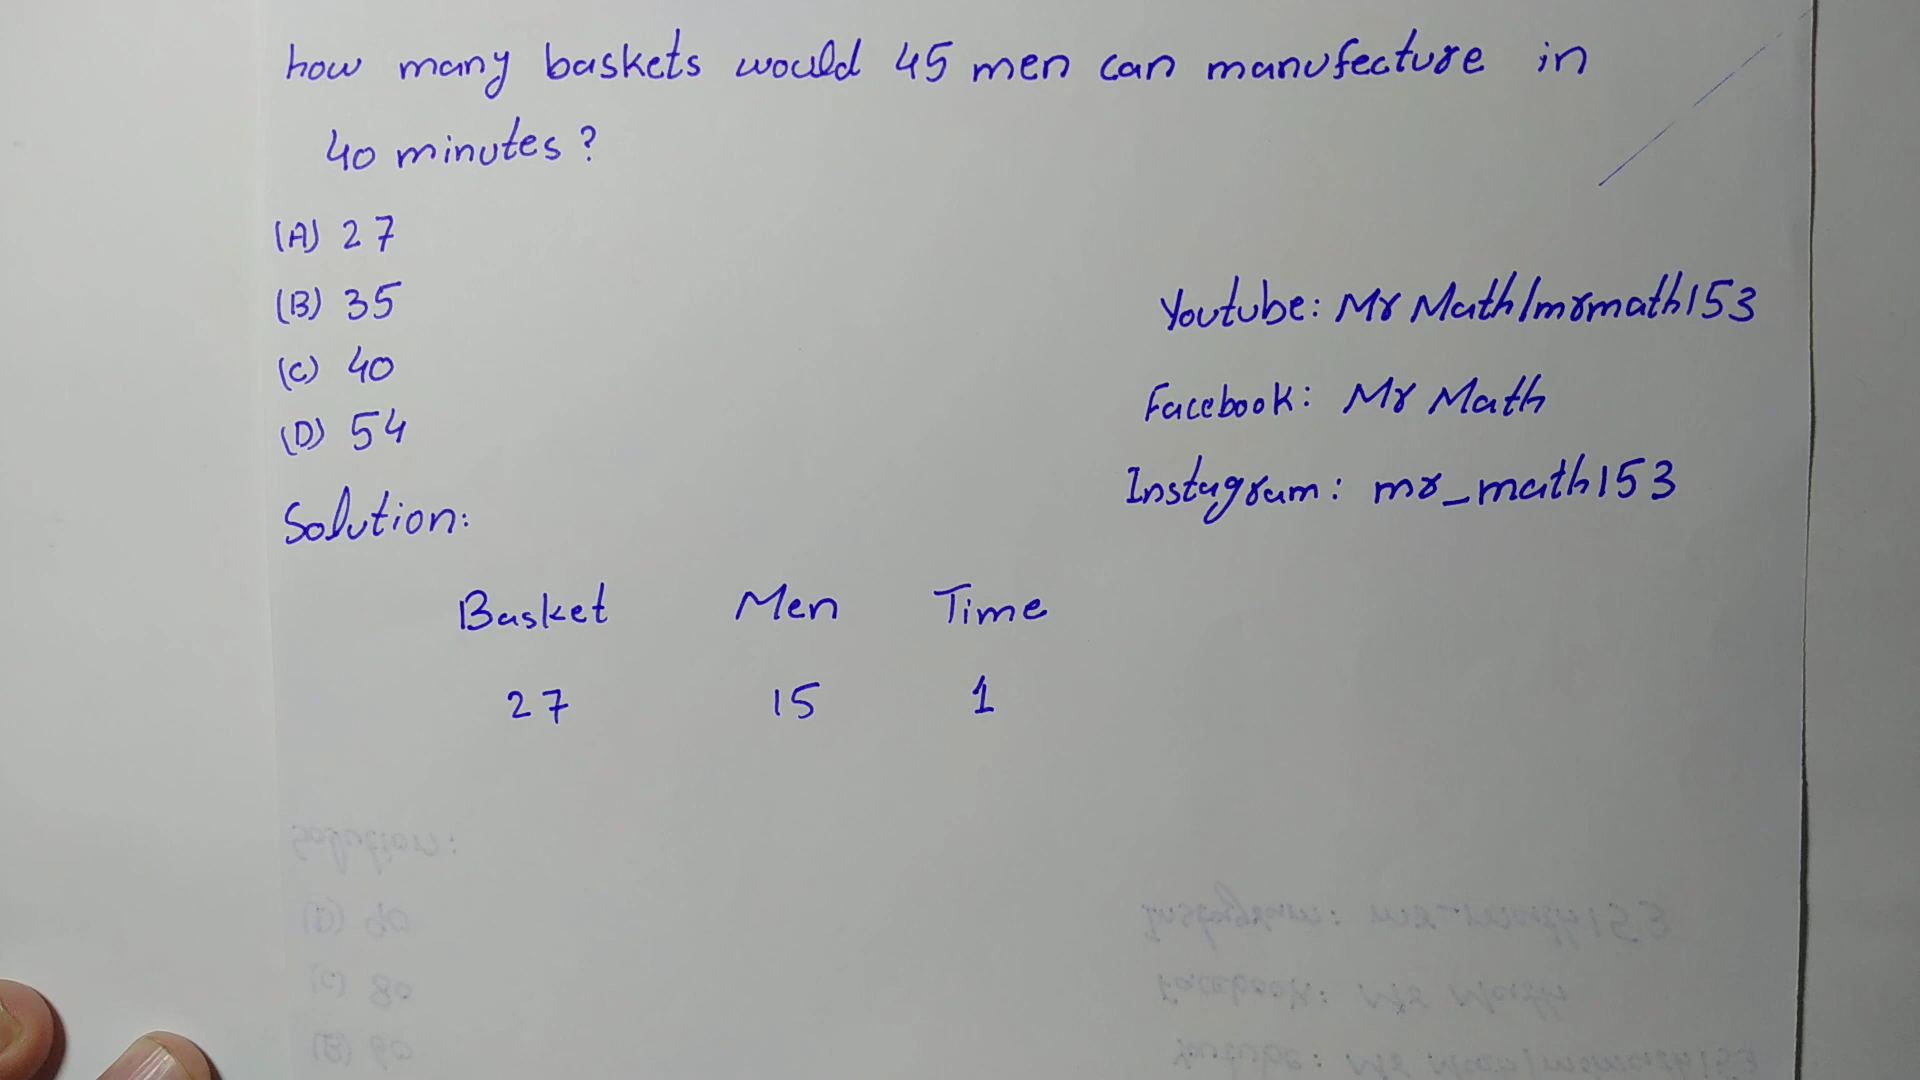 how many baskets would 45 men can manufecture in
40 minutes?
(A) 27
(B) 35
(C) 40
(D) 54
Youtube: Mr Math/mrmath153
Facebook: Mr Math
Instagram: mr_math153
Solution:
Basket Men Time
27 15 1